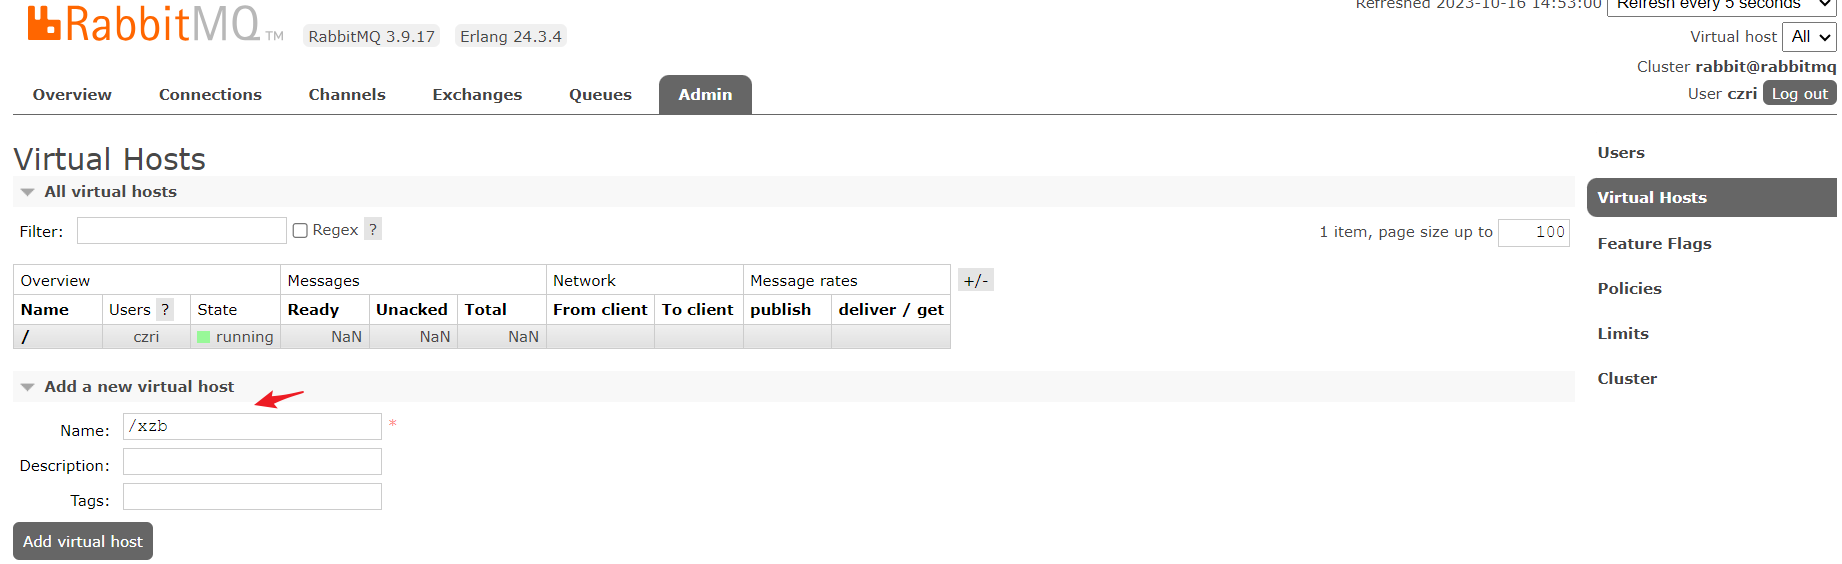 Refreshed 2023-10-16 14:53:00 Refresh every 5 seconds
RabbitMQ TM RabbitMQ 3.9.17 Erlang 24.3.4
Virtual host All
Cluster rabbit@rabbitmq
User czri Log out
Overview Connections Channels Exchanges Queues Admin
Virtual Hosts
All virtual hosts
Filter: Regex ? 1 item, page size up to 100
Overview Messages Network Message rates +/-
Name Users ? State Ready Unacked Total From client To client publish deliver / get
/ czri running NaN NaN NaN
Add a new virtual host
Name: /xzb *
Description:
Tags:
Add virtual host
Users
Virtual Hosts
Feature Flags
Policies
Limits
Cluster